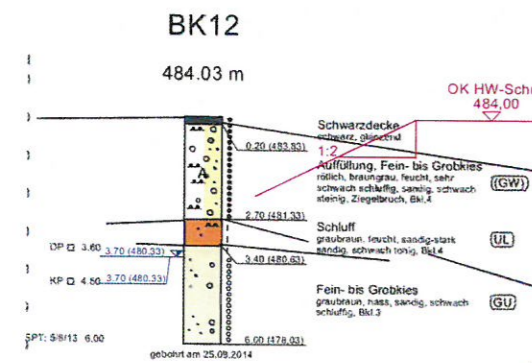 BK12
484.03 m
OK HW-Sch
484,00
Schwarzdecke
schwarz, glänzend
1:2
0.20 (483,83)
Auffüllung, Fein- bis Grobkies
rötlich, braungrau, feucht, sehr
schwach schluffig, sandig, schwach
steinig, Ziegelbruch, Bkl.4
[(GW)]
A
2.70 (481,33)
Schluff
graubraun, feucht, sandig-stark
sandig, schwach tonig, Bkl.4
UL
DP 3.60
3.70 (480,33)
3.40 (480,63)
KP 4.50
3.70 (480.33)
Fein- bis Grobkies
graubraun, nass, sandig, schwach
schluffig, Bkl.3
GU
SPT: 5/8/13 6.00
6.00 (478,03)
gebohrt am 25.09.2014